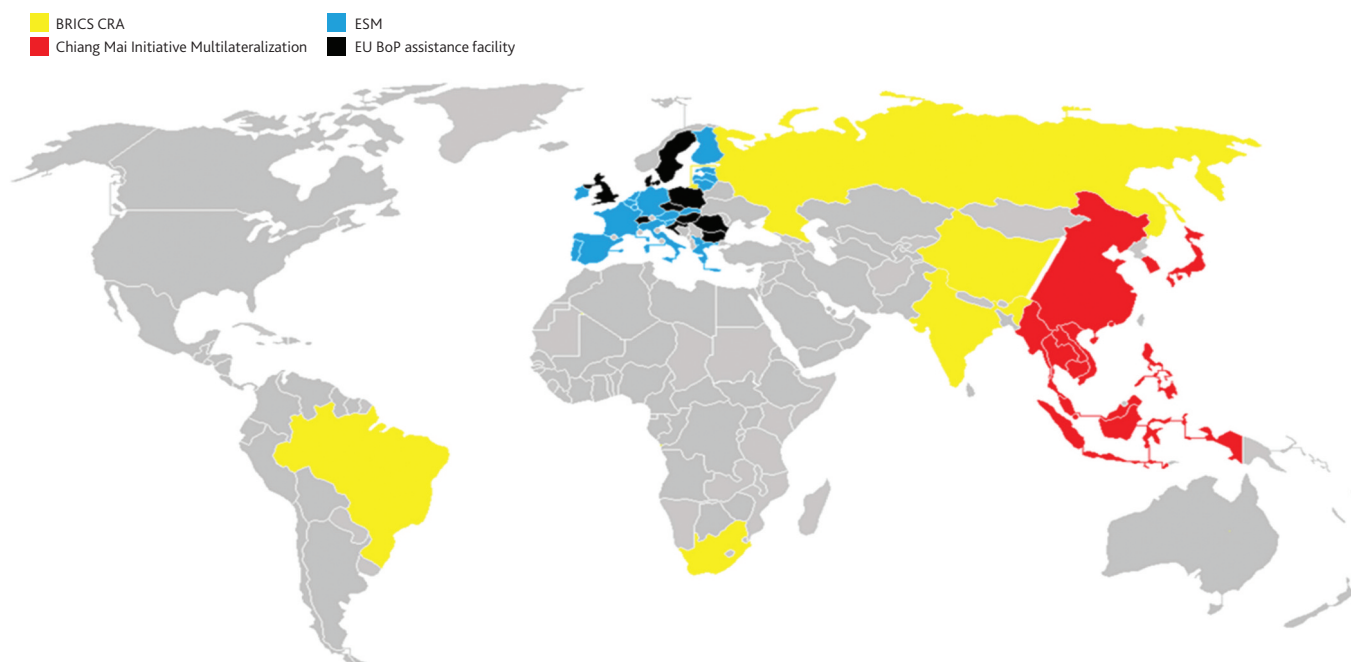 BRICS CRA
Chiang Mai Initiative Multilateralization
ESM
EU BoP assistance facility